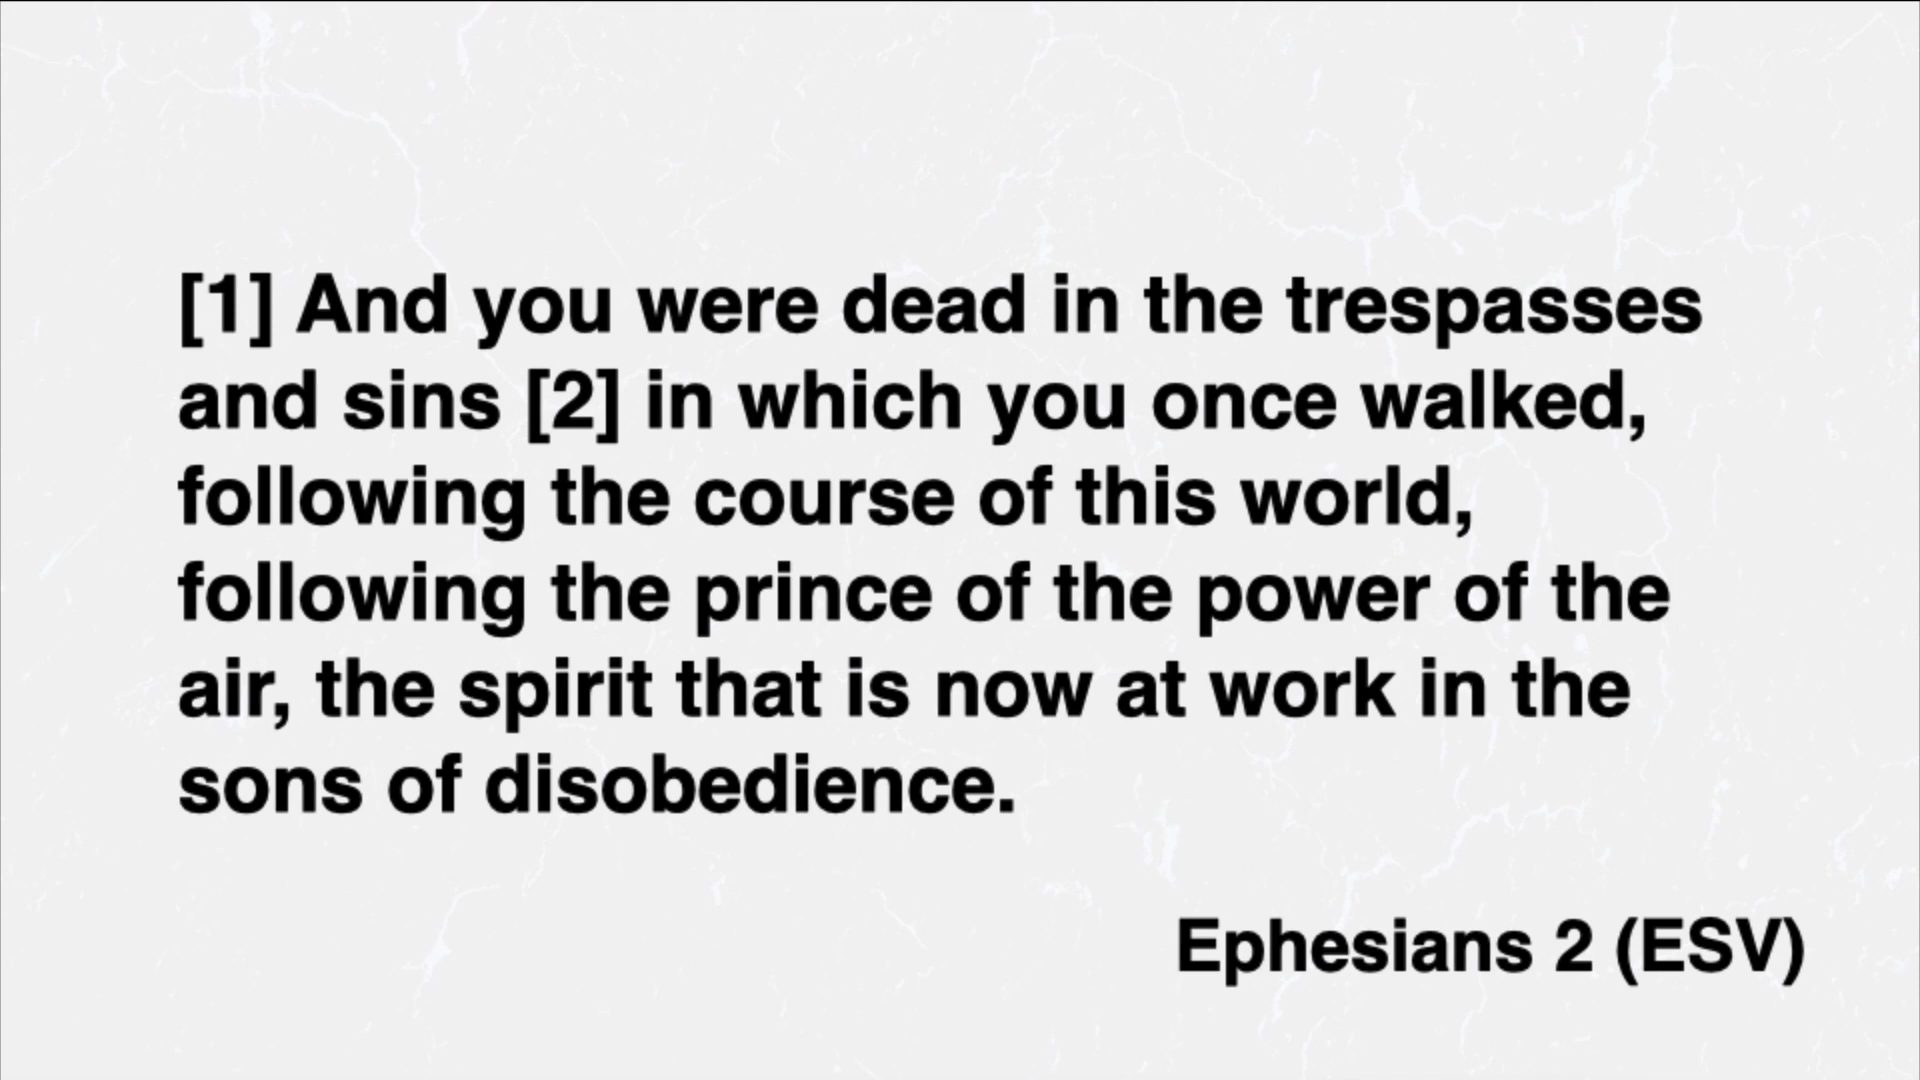 [1] And you were dead in the trespasses
and sins [2] in which you once walked,
following the course of this world,
following the prince of the power of the
air, the spirit that is now at work in the
sons of disobedience.
Ephesians 2 (ESV)